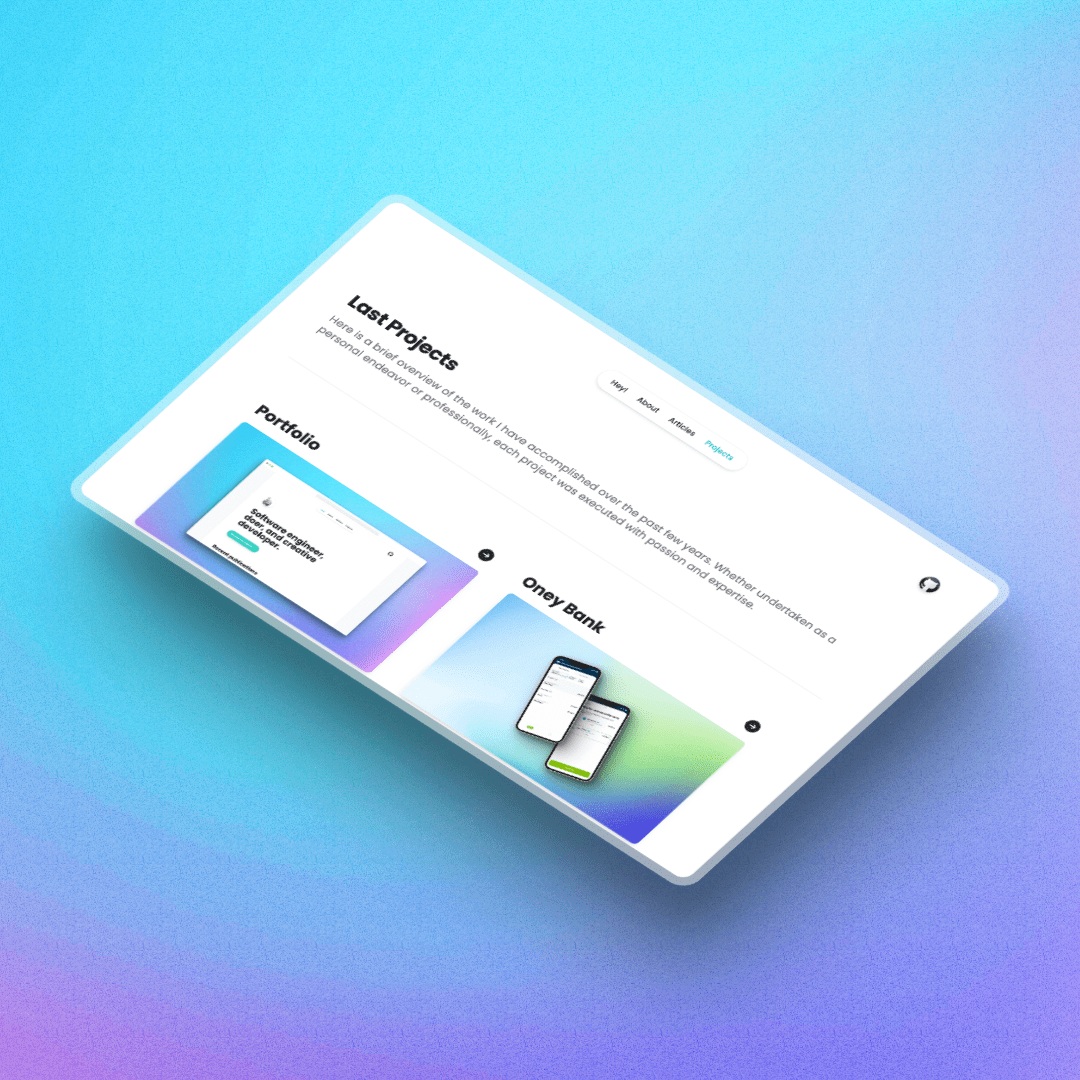 Hey!
About
Articles
Projects
Last Projects
Here is a brief overview of the work I have accomplished over the past few years. Whether undertaken as a
personal endeavor or professionally, each project was executed with passion and expertise.
Portfolio
Software engineer,
doer, and creative
developer.
Recent publications
Oney Bank